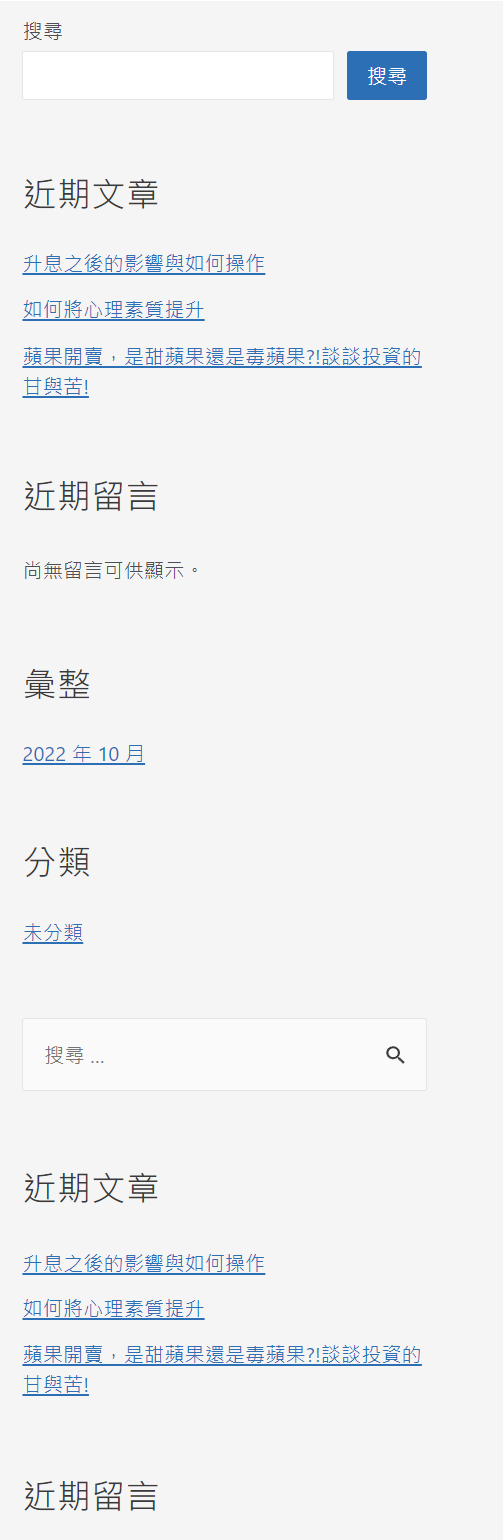 搜尋
搜尋
近期文章
升息之後的影響與如何操作
如何將心理素質提升
蘋果開賣，是甜蘋果還是毒蘋果?!談談投資的
甘與苦!
近期留言
尚無留言可供顯示。
彙整
2022 年 10 月
分類
未分類
搜尋 ...
近期文章
升息之後的影響與如何操作
如何將心理素質提升
蘋果開賣，是甜蘋果還是毒蘋果?!談談投資的
甘與苦!
近期留言